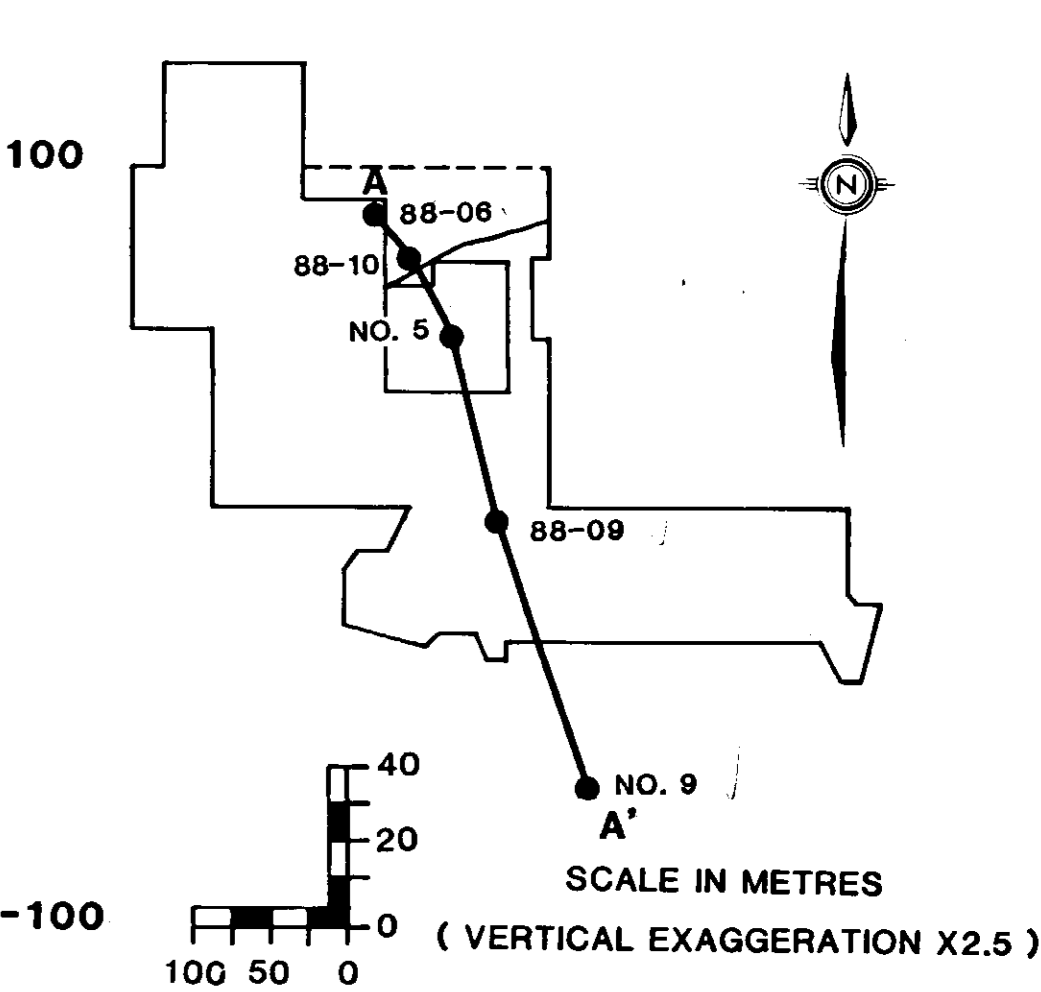 100
A
88-06
88-10
N
NO. 5
88-09
NO. 9
A'
40
20
0
100 50 0
-100
SCALE IN METRES
( VERTICAL EXAGGERATION X2.5 )